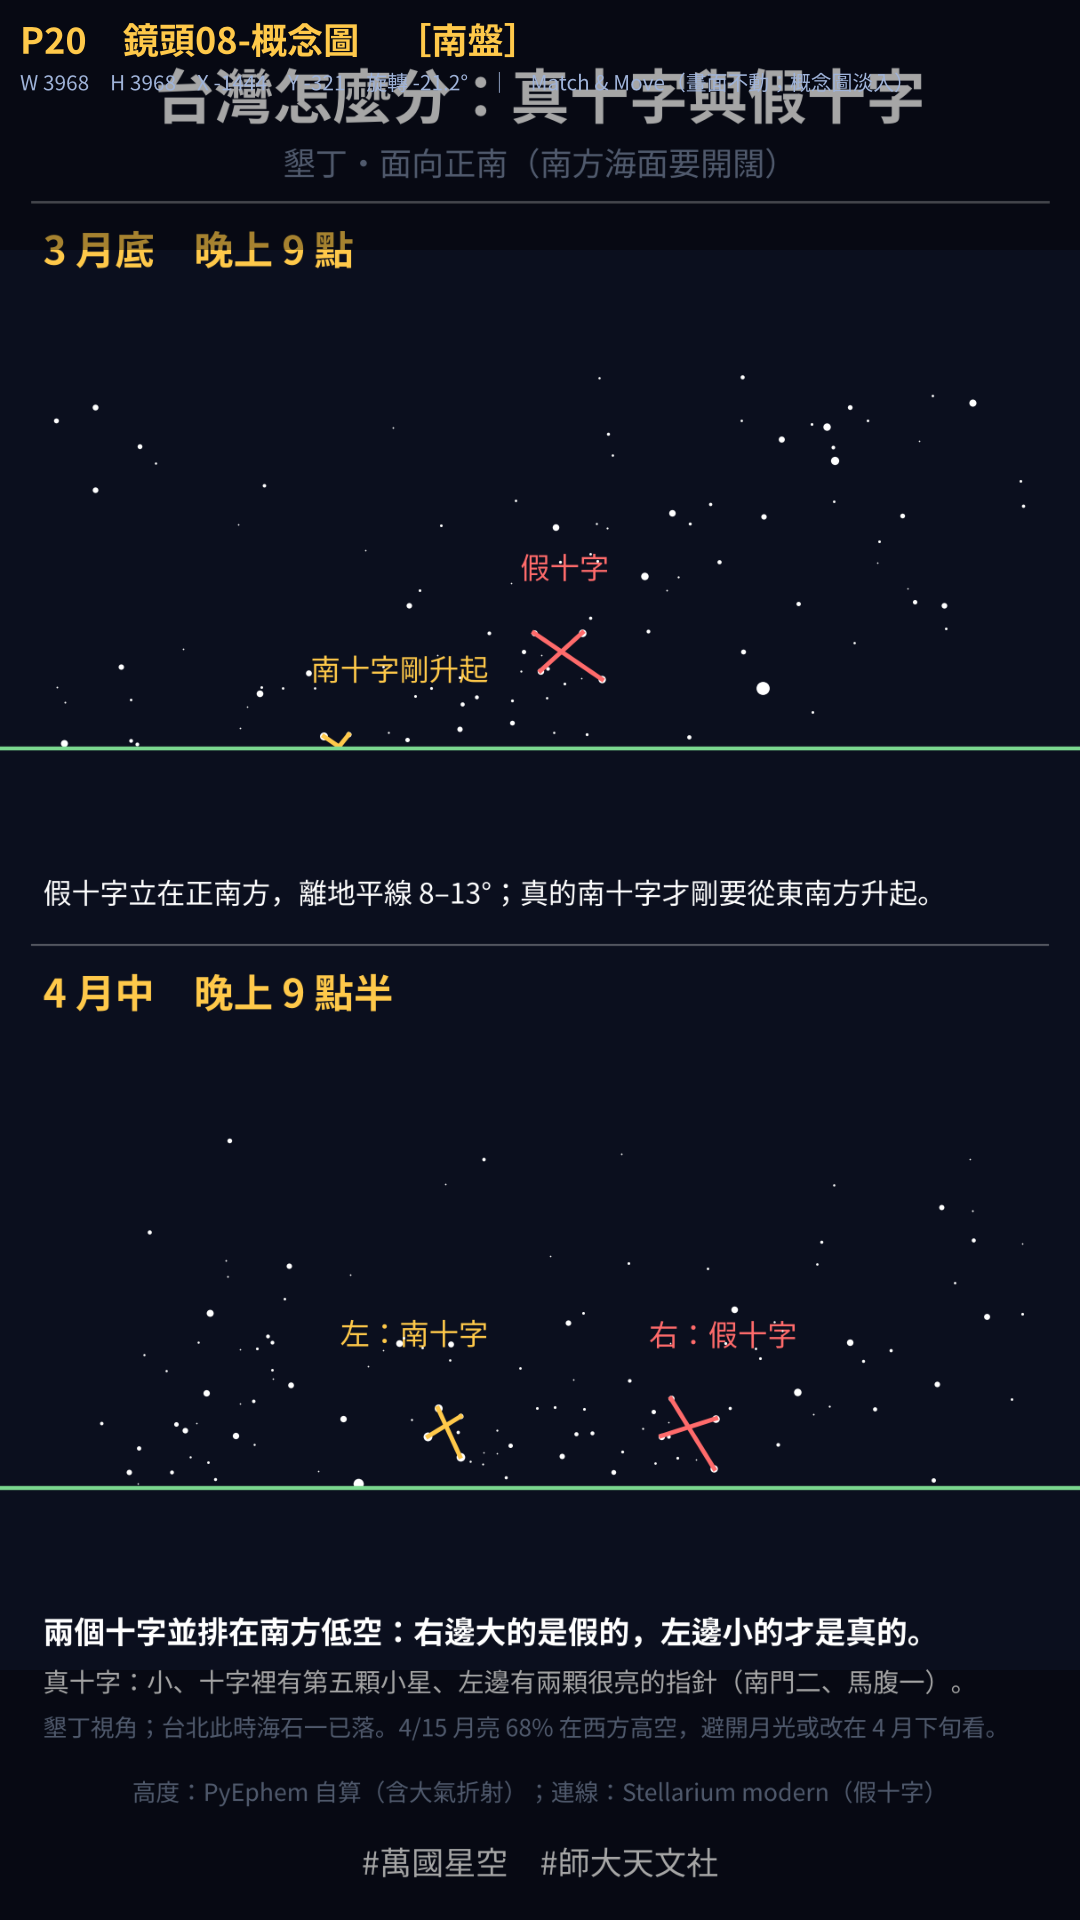 P20 鏡頭08-概念圖 [南盤]
W 3968 H 3968
台灣怎麼分：真十字與假十字
墾丁・面向正南（南方海面要開闊）
3 月底 晚上 9 點
假十字
南十字剛升起
假十字立在正南方，離地平線 8–13°；真的南十字才剛要從東南方升起。
4 月中 晚上 9 點半
左：南十字 右：假十字
兩個十字並排在南方低空：右邊大的是假的，左邊小的才是真的。
真十字：小、十字裡有第五顆小星、左邊有兩顆很亮的指針（南門二、馬腹一）。
墾丁視角；台北此時海石一已落。4/15 月亮 68% 在西方高空，避開月光或改在 4 月下旬看。
高度：PyEphem 自算（含大氣折射）；連線：Stellarium modern（假十字）
#萬國星空 #師大天文社